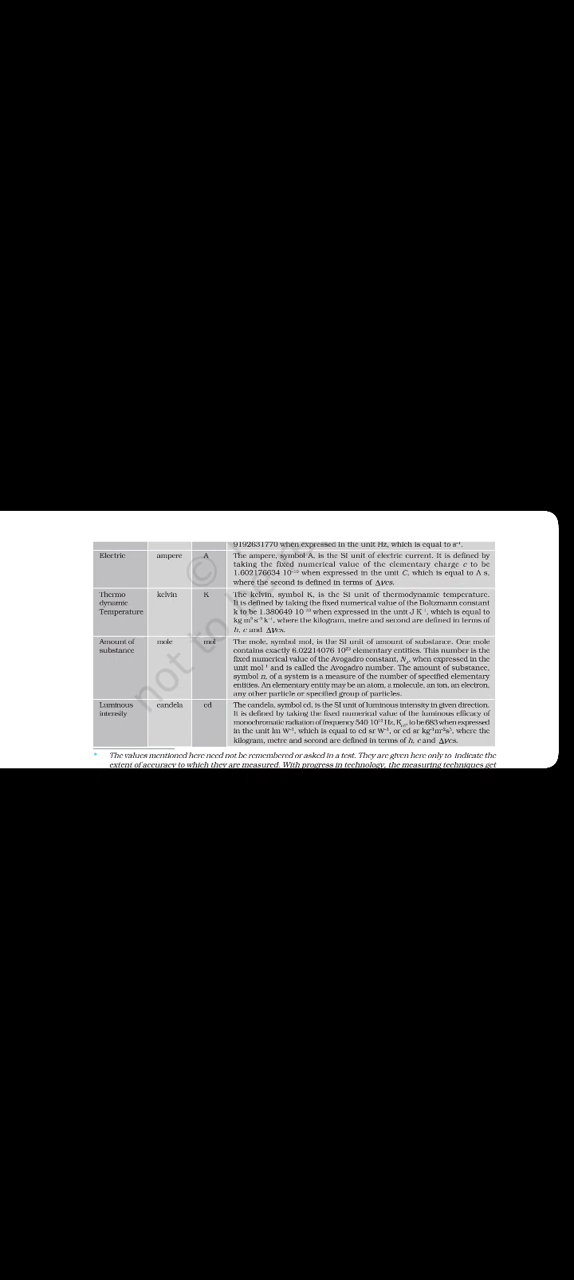 9192631770 when expressed in the unit Hz, which is equal to s⁻¹.
Electric ampere A The ampere, symbol A, is the SI unit of electric current. It is defined by
taking the fixed numerical value of the elementary charge e to be
1.602176634 10⁻¹⁹ when expressed in the unit C, which is equal to A s,
where the second is defined in terms of Δνcs.
Thermo kelvin K The kelvin, symbol K, is the SI unit of thermodynamic temperature.
dynamic It is defined by taking the fixed numerical value of the Boltzmann constant
Temperature k to be 1.380649 10⁻²³ when expressed in the unit J K⁻¹, which is equal to
kg m² s⁻² k⁻¹, where the kilogram, metre and second are defined in terms of
h, c and Δνcs.
Amount of mole mol The mole, symbol mol, is the SI unit of amount of substance. One mole
substance contains exactly 6.02214076 10²³ elementary entities. This number is the
fixed numerical value of the Avogadro constant, Nₐ, when expressed in the
unit mol⁻¹ and is called the Avogadro number. The amount of substance,
symbol n, of a system is a measure of the number of specified elementary
entities. An elementary entity may be an atom, a molecule, an ion, an electron,
any other particle or specified group of particles.
Luminous candela cd The candela, symbol cd, is the SI unit of luminous intensity in given direction.
intensity It is defined by taking the fixed numerical value of the luminous efficacy of
monochromatic radiation of frequency 540 10¹² Hz, K꜀d, to be 683 when expressed
in the unit lm W⁻¹, which is equal to cd sr W⁻¹, or cd sr kg⁻¹m⁻²s³, where the
kilogram, metre and second are defined in terms of h, c and Δνcs.
* The values mentioned here need not be remembered or asked in a test. They are given here only to indicate the
extent of accuracy to which they are measured. With progress in technology, the measuring techniques get
© not to